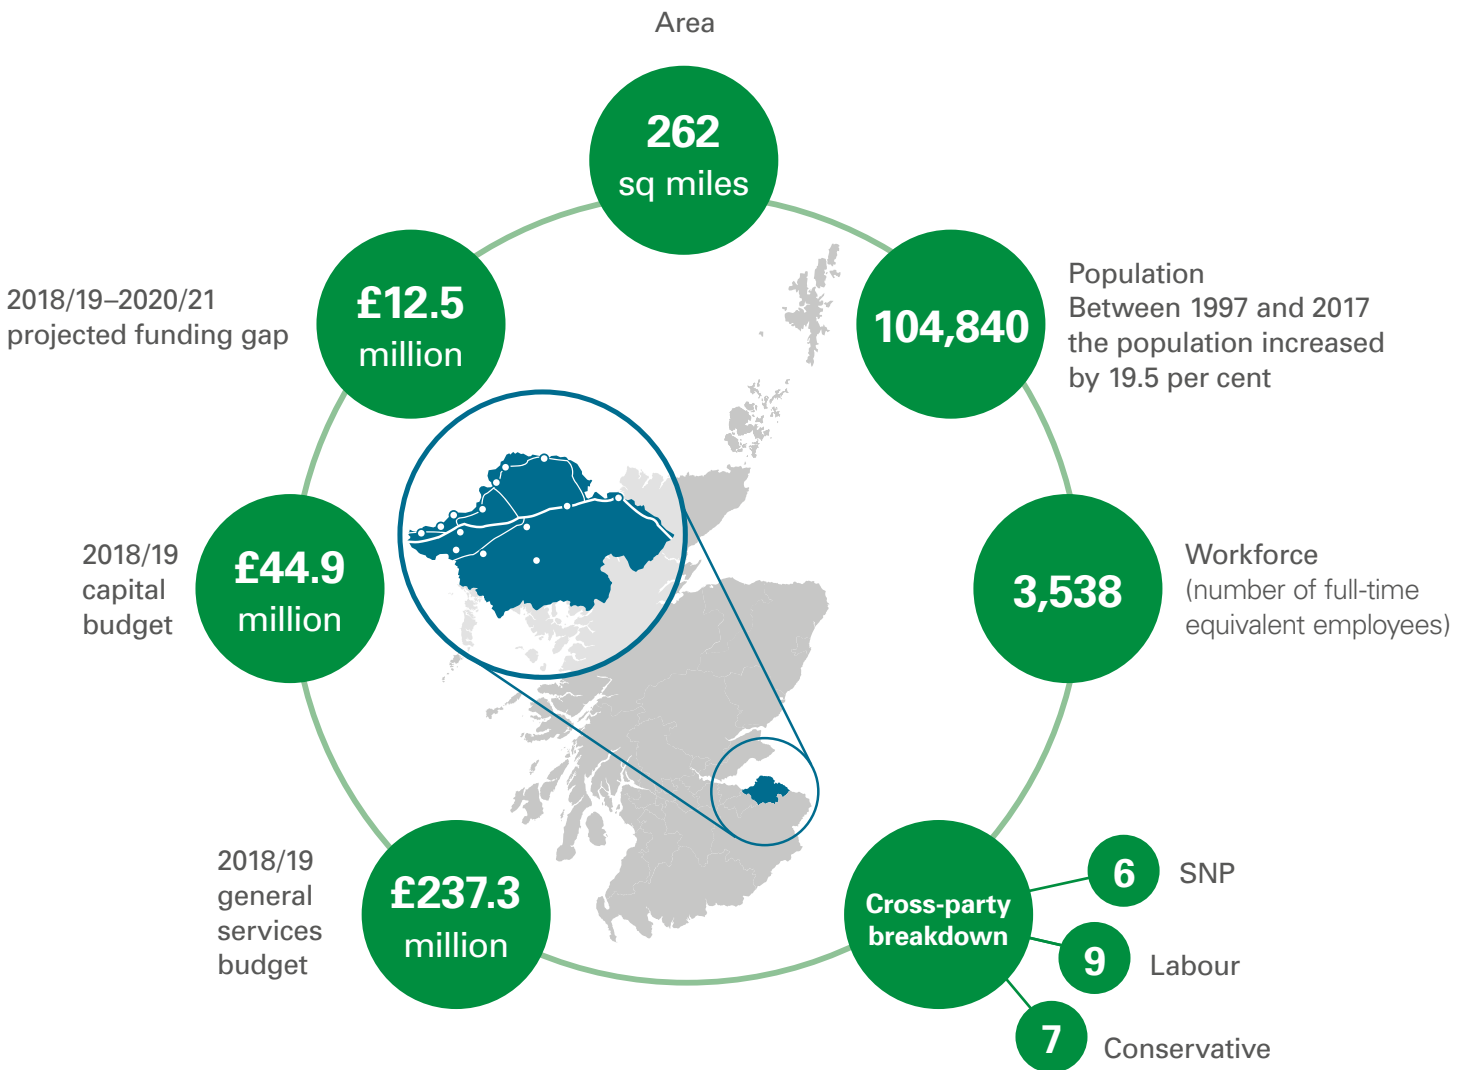 Area
262
sq miles
104,840
Population
Between 1997 and 2017
the population increased
by 19.5 per cent
3,538
Workforce
(number of full-time
equivalent employees)
Cross-party
breakdown
6
SNP
9
Labour
7
Conservative
2018/19
general
services
budget
£237.3
million
2018/19
capital
budget
£44.9
million
2018/19–2020/21
projected funding gap
£12.5
million